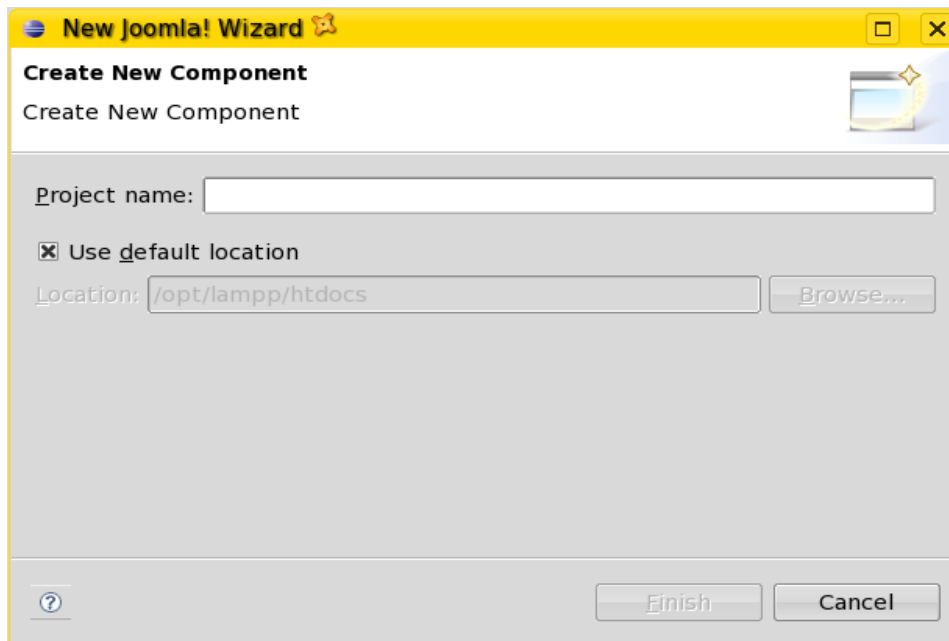 New Joomla! Wizard
Create New Component
Create New Component
Project name:
Use default location
Location: /opt/lampp/htdocs Browse...
? Finish Cancel